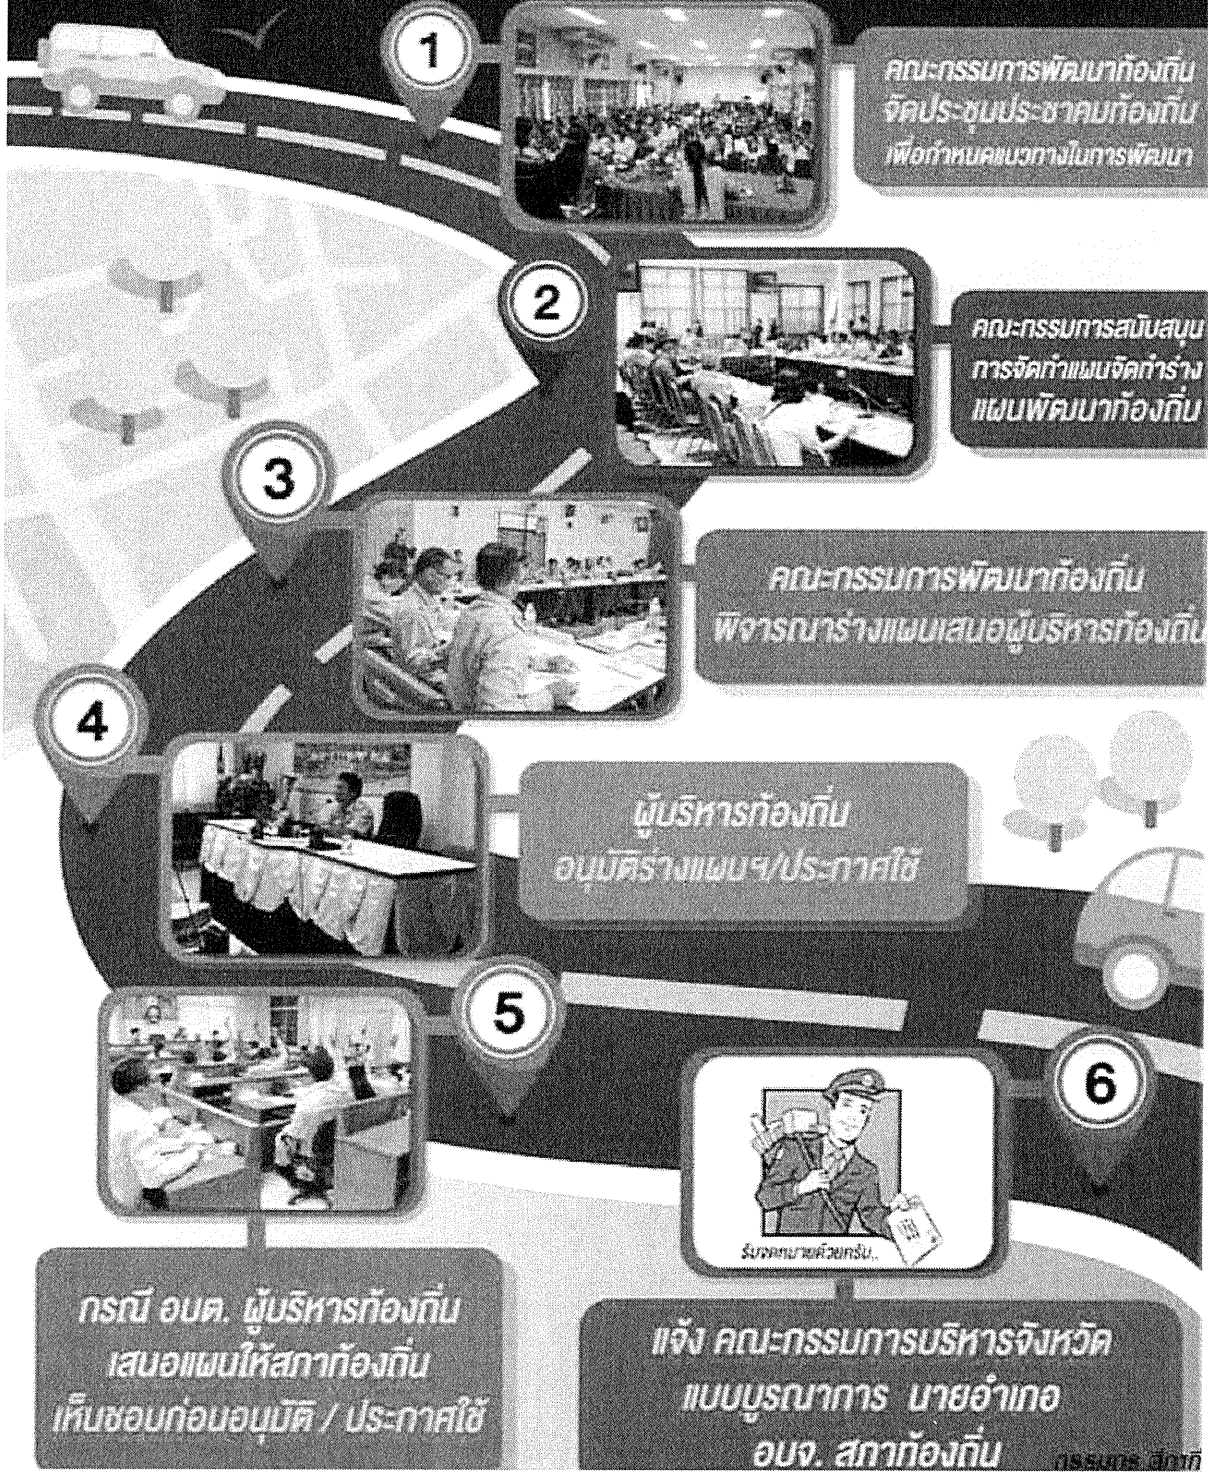 1
คณะกรรมการพัฒนาท้องถิ่น
จัดประชุมประชาคมท้องถิ่น
เพื่อกำหนดแนวทางในการพัฒนา
2
คณะกรรมการสนับสนุน
การจัดทำแผนจัดทำร่าง
แผนพัฒนาท้องถิ่น
3
คณะกรรมการพัฒนาท้องถิ่น
พิจารณาร่างแผนเสนอผู้บริหารท้องถิ่น
4
ผู้บริหารท้องถิ่น
อนุมัติร่างแผนฯ/ประกาศใช้
5
กรณี อบต. ผู้บริหารท้องถิ่น
เสนอแผนให้สภาท้องถิ่น
เห็นชอบก่อนอนุมัติ / ประกาศใช้
6
รับจดหมายด้วยครับ..
แจ้ง คณะกรรมการบริหารจังหวัด
แบบบูรณาการ นายอำเภอ
อบจ. สภาท้องถิ่น